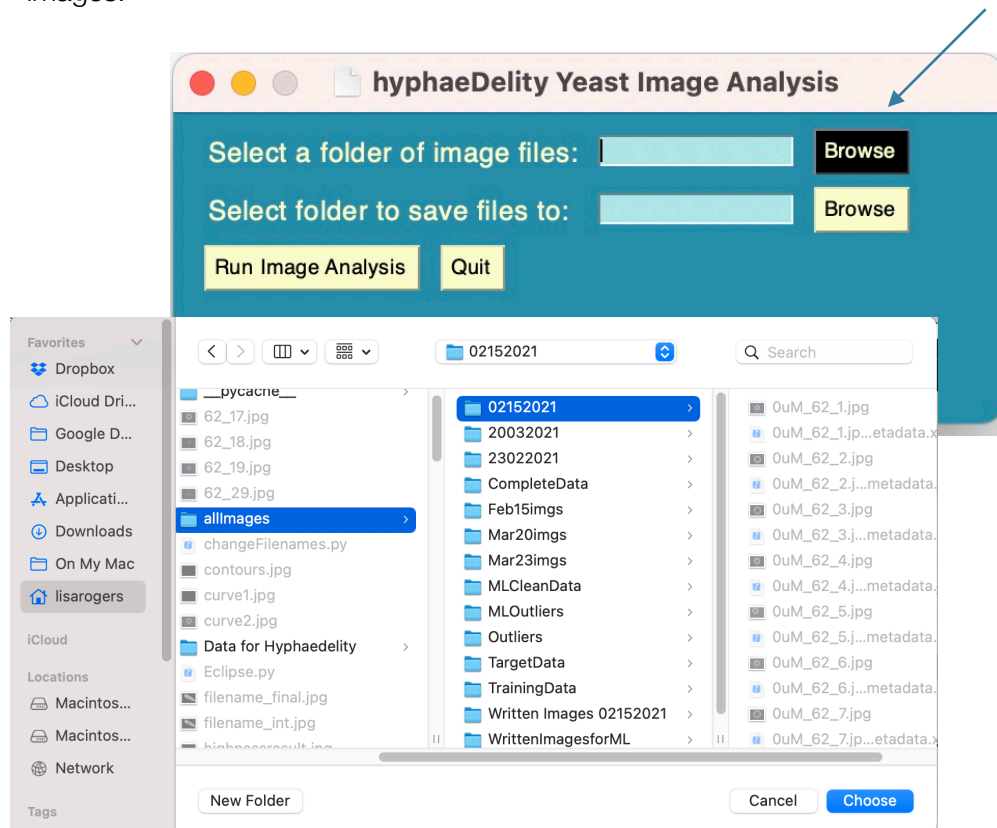 images.
hyphaeDelity Yeast Image Analysis
Select a folder of image files:
Browse
Select folder to save files to:
Browse
Run Image Analysis
Quit
Favorites
Dropbox
iCloud Dri...
Google D...
Desktop
Applicati...
Downloads
On My Mac
lisarogers
iCloud
Locations
Macintos...
Macintos...
Network
Tags
02152021
Search
__pycache__
62_17.jpg
62_18.jpg
62_19.jpg
62_29.jpg
allImages
changeFilenames.py
contours.jpg
curve1.jpg
curve2.jpg
Data for Hyphaedelity
Eclipse.py
filename_final.jpg
filename_int.jpg
02152021
20032021
23022021
CompleteData
Feb15imgs
Mar20imgs
Mar23imgs
MLCleanData
MLOutliers
Outliers
TargetData
TrainingData
Written Images 02152021
WrittenImagesforML
0uM_62_1.jpg
0uM_62_1.jp...etadata.x
0uM_62_2.jpg
0uM_62_2.j...metadata.
0uM_62_3.jpg
0uM_62_3.j...metadata.
0uM_62_4.jpg
0uM_62_4.j...metadata.
0uM_62_5.jpg
0uM_62_5.j...metadata.
0uM_62_6.jpg
0uM_62_6.j...metadata.
0uM_62_7.jpg
0uM_62_7.jp...etadata.x
New Folder
Cancel
Choose